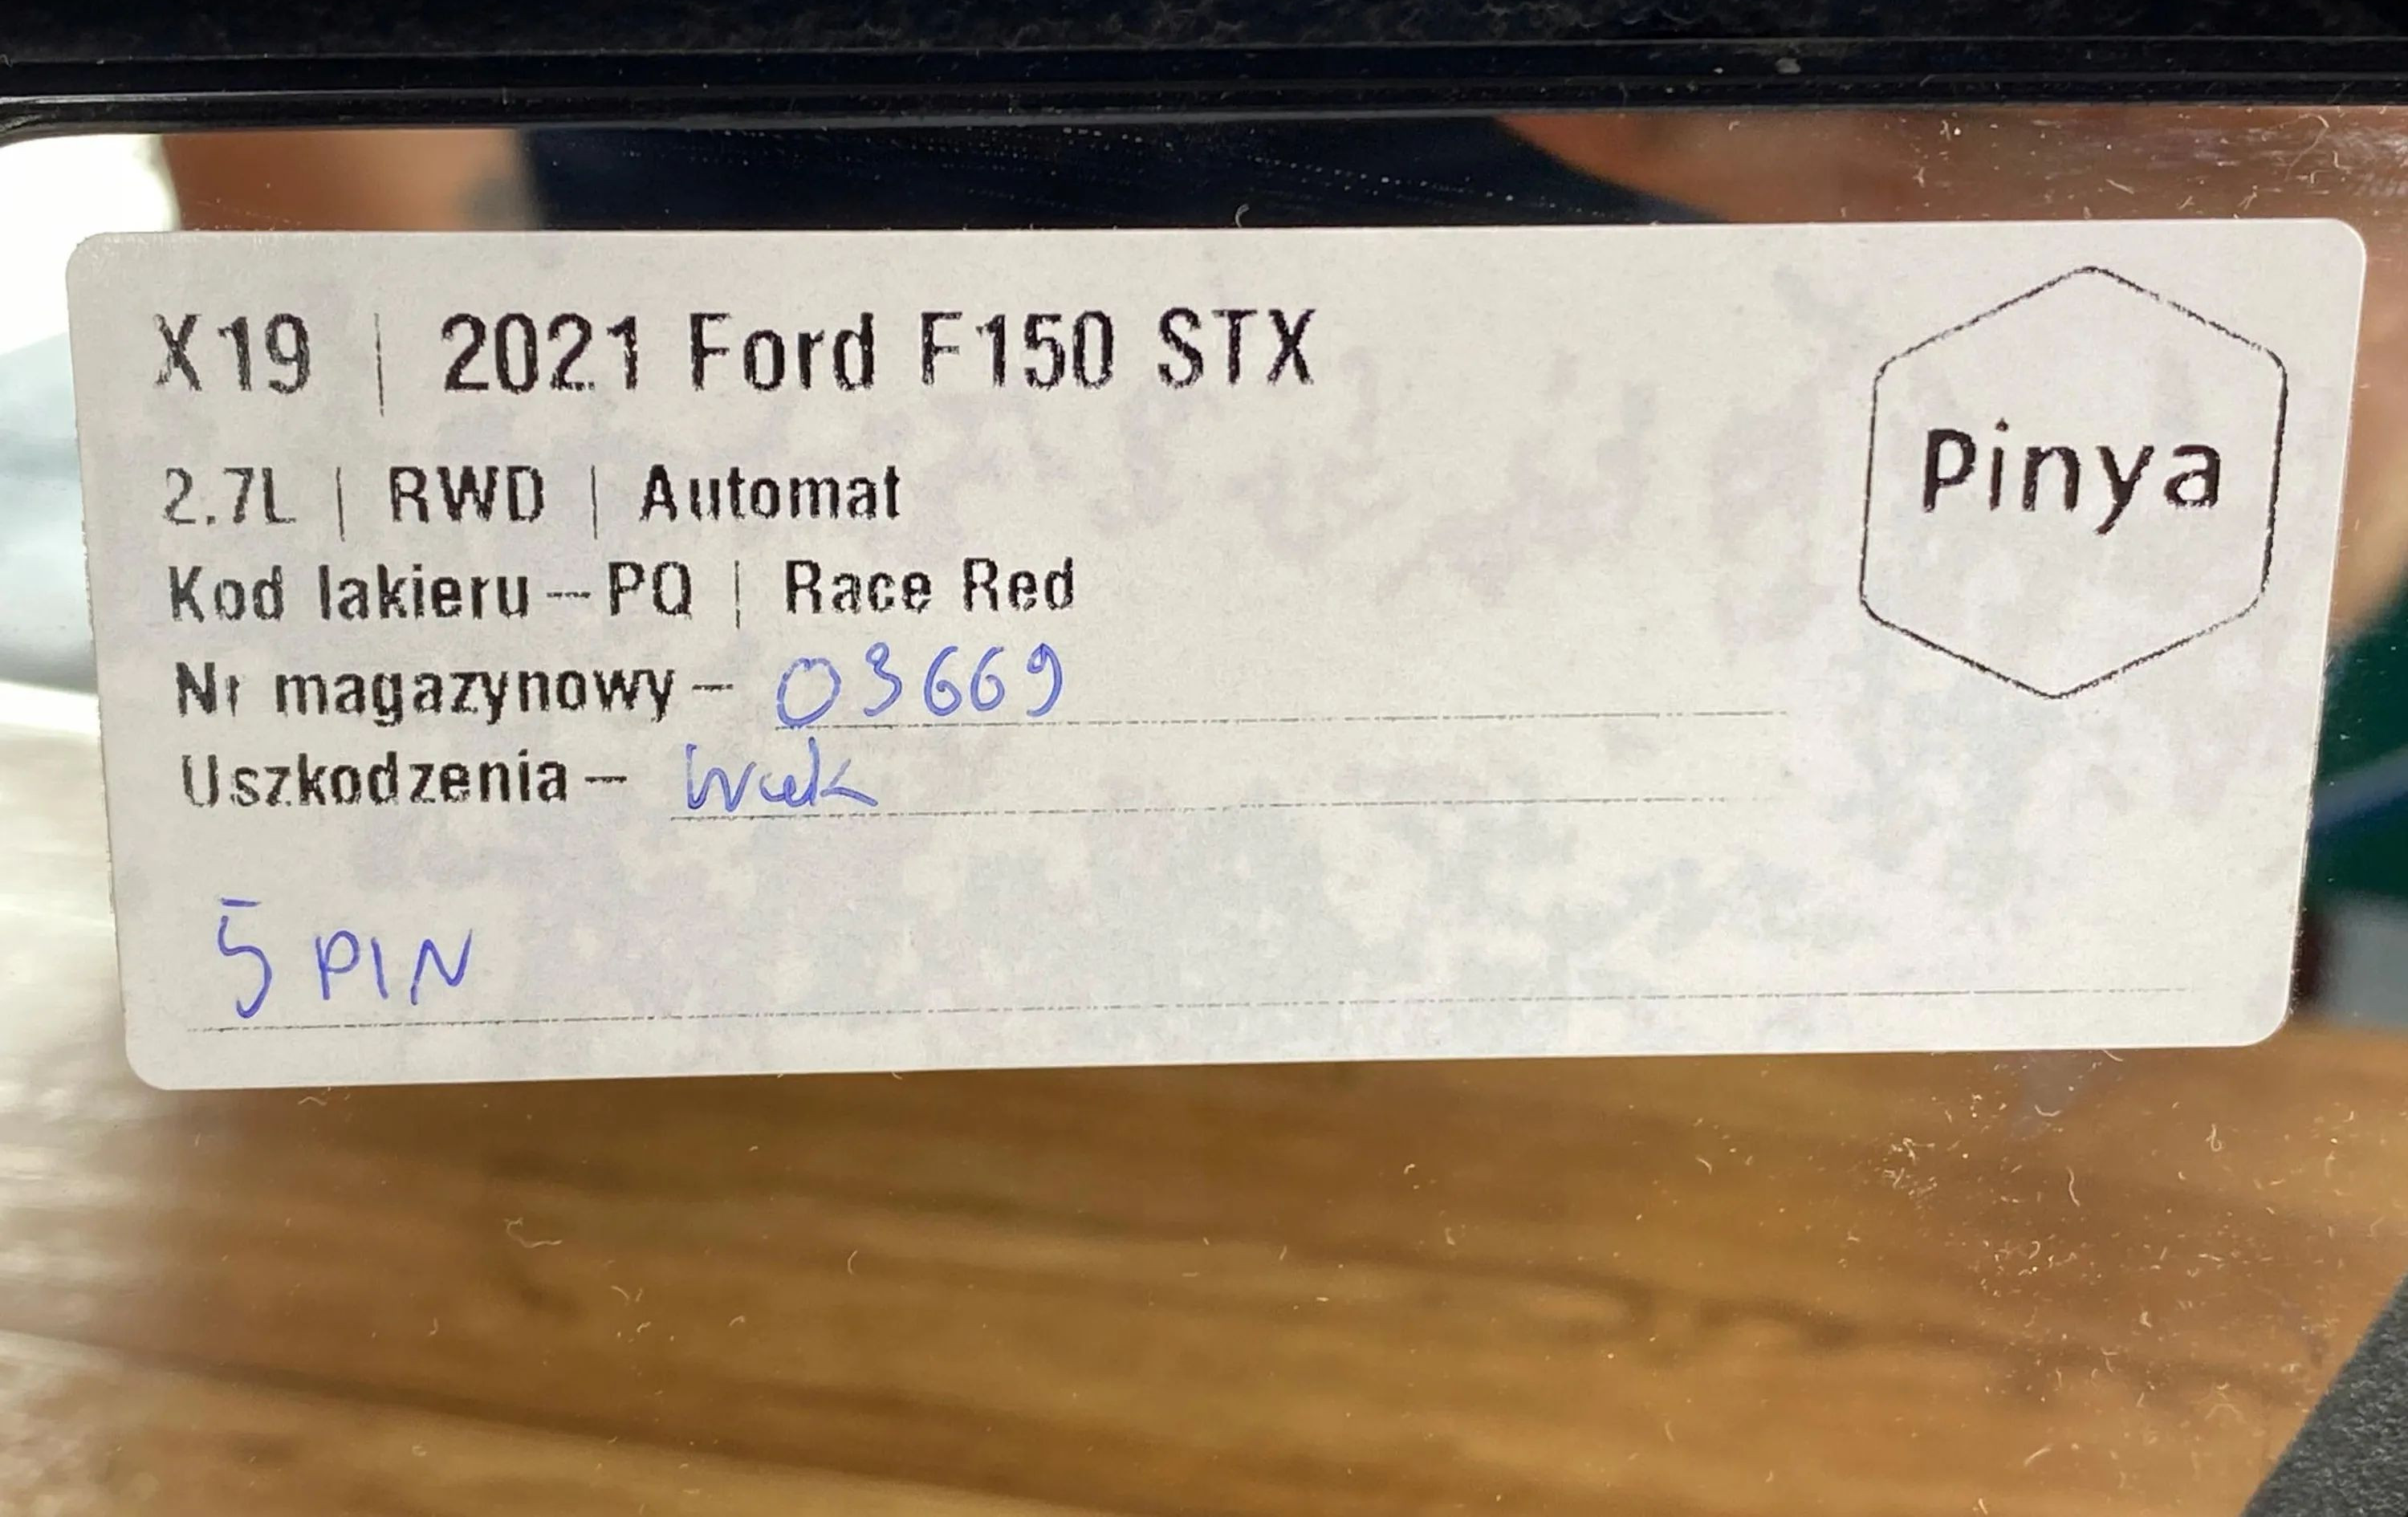 X19 | 2021 Ford F150 STX
Pinya
2.7L | RWD | Automat
Kod lakieru – PQ | Race Red
Nr magazynowy – 03669
Uszkodzenia –
5 PIN